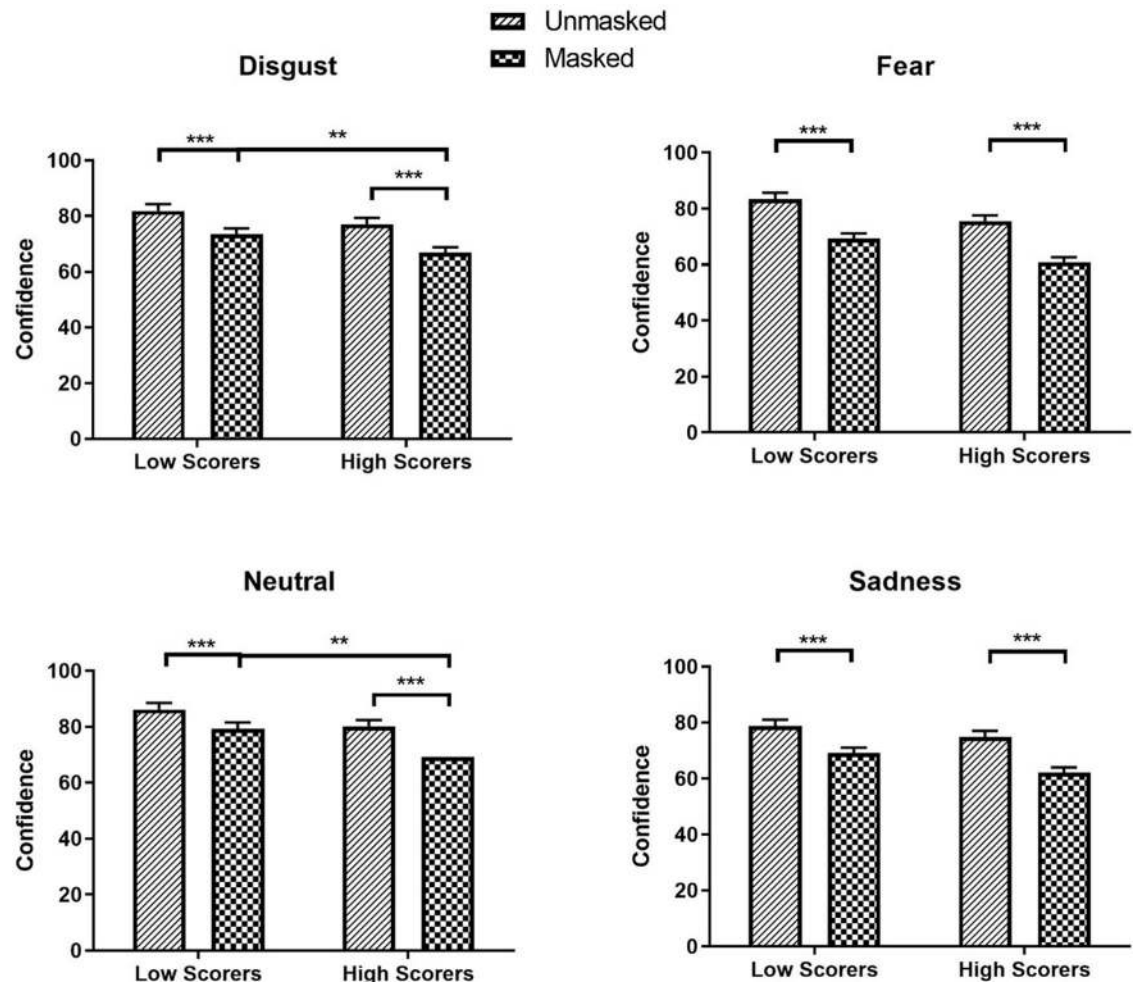 Unmasked
Masked
Disgust
*** **
***
100
80
60
40
20
0
Confidence
Low Scorers High Scorers
Fear
*** ***
100
80
60
40
20
0
Confidence
Low Scorers High Scorers
Neutral
*** **
***
100
80
60
40
20
0
Confidence
Low Scorers High Scorers
Sadness
*** ***
100
80
60
40
20
0
Confidence
Low Scorers High Scorers